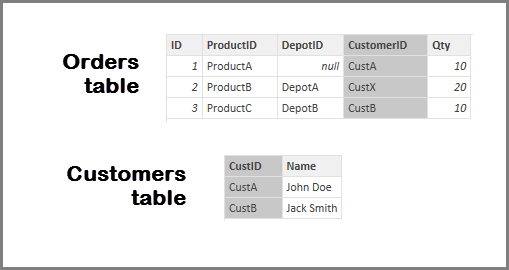 Orders
table
ID ProductID DepotID CustomerID Qty
1 ProductA null CustA 10
2 ProductB DepotA CustX 20
3 ProductC DepotB CustB 10
Customers
table
CustID Name
CustA John Doe
CustB Jack Smith